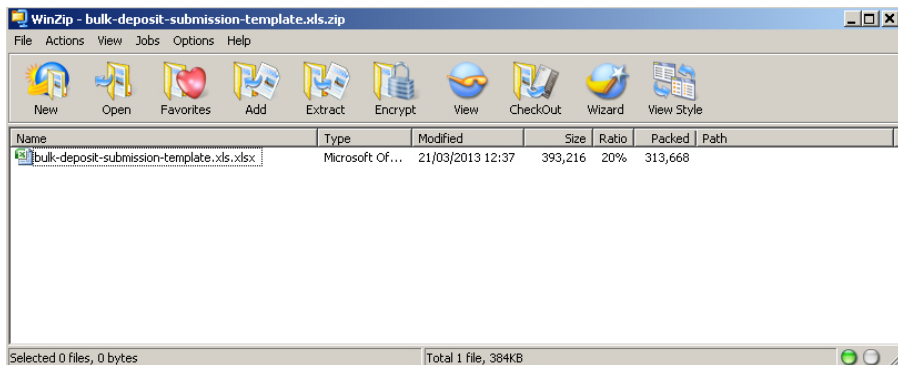 WinZip - bulk-deposit-submission-template.xls.zip
File Actions View Jobs Options Help
New Open Favorites Add Extract Encrypt View CheckOut Wizard View Style
Name Type Modified Size Ratio Packed Path
bulk-deposit-submission-template.xls.xlsx Microsoft Of... 21/03/2013 12:37 393,216 20% 313,668
Selected 0 files, 0 bytes Total 1 file, 384KB